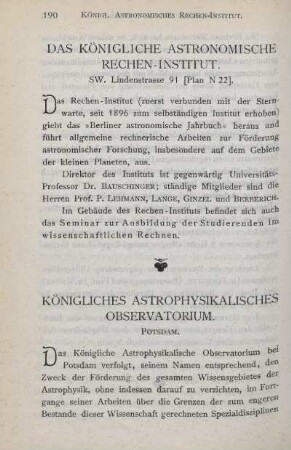 190 KÖNIGL. ASTRONOMISCHES RECHEN-INSTITUT.
DAS KÖNIGLICHE ASTRONOMISCHE
RECHEN-INSTITUT.
SW. Lindenstrasse 91 [Plan N 22].
Das Rechen-Institut (zuerst verbunden mit der Stern-
warte, seit 1896 zum selbständigen Institut erhoben)
giebt das »Berliner astronomische Jahrbuch« heraus und
führt allgemeine rechnerische Arbeiten zur Förderung
astronomischer Forschung, insbesondere auf dem Gebiete
der kleinen Planeten, aus.
Direktor des Instituts ist gegenwärtig Universitäts-
Professor Dr. BAUSCHINGER; ständige Mitglieder sind die
Herren Prof. P. LEHMANN, LANGE, GINZEL und BERBERICH.
Im Gebäude des Rechen-Instituts befindet sich auch
das Seminar zur Ausbildung der Studierenden im
wissenschaftlichen Rechnen.
KÖNIGLICHES ASTROPHYSIKALISCHES
OBSERVATORIUM.
POTSDAM.
Das Königliche Astrophysikalische Observatorium bei
Potsdam verfolgt, seinem Namen entsprechend, den
Zweck der Förderung des gesamten Wissensgebietes der
Astrophysik, ohne indessen darauf zu verzichten, im Fort-
gange seiner Arbeiten über die Grenzen der zum engeren
Bestande dieser Wissenschaft gerechneten Spezialdisciplinen